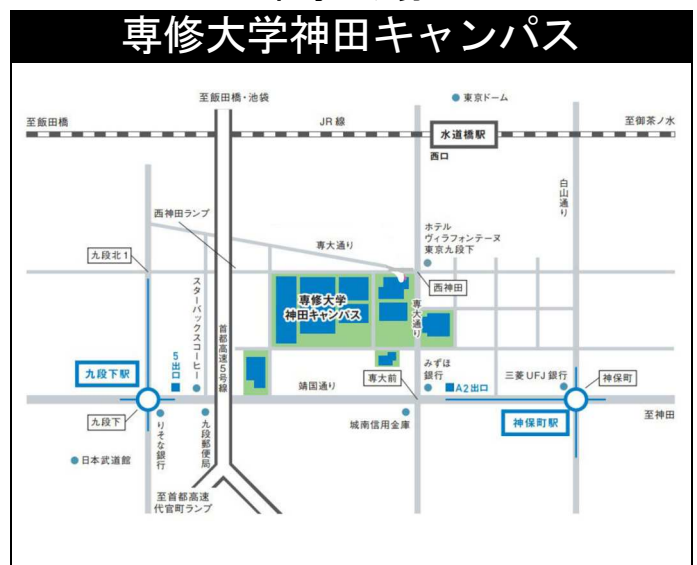 専修大学神田キャンパス
至飯田橋・池袋
東京ドーム
至飯田橋
JR線
水道橋駅
至御茶ノ水
西口
白山通り
西神田ランプ
ホテル
ヴィラフォンテーヌ
東京九段下
専大通り
九段北1
西神田
スターバックスコーヒー
専修大学
神田キャンパス
専大通り
首都高速5号線
5出口
九段下駅
みずほ
銀行
専大前
三菱UFJ銀行
神保町
靖国通り
A2出口
九段下
りそな銀行
九段郵便局
城南信用金庫
神保町駅
至神田
日本武道館
至首都高速
代官町ランプ